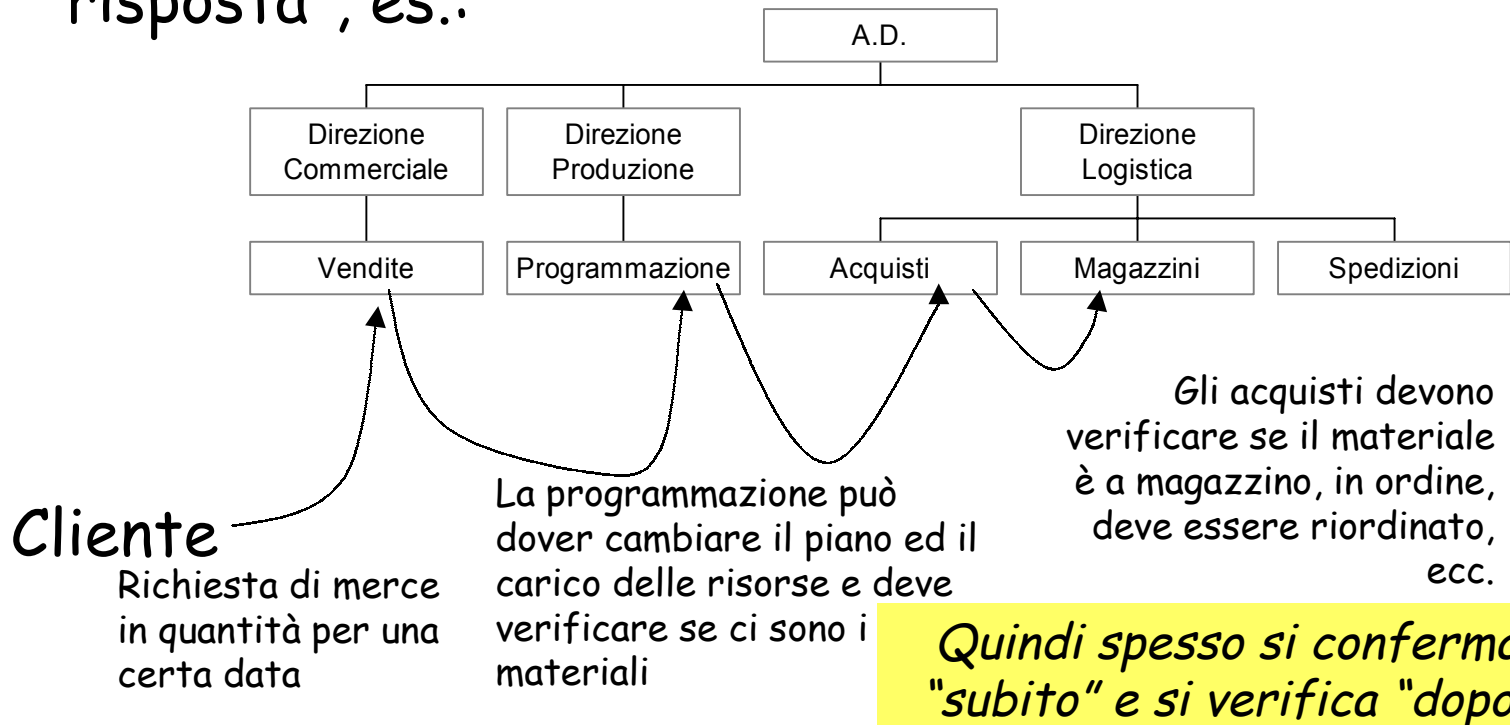 risposta", es.:
A.D.
Direzione
Commerciale
Direzione
Produzione
Direzione
Logistica
Vendite
Programmazione
Acquisti
Magazzini
Spedizioni
Cliente
Richiesta di merce
in quantità per una
certa data
La programmazione può
dover cambiare il piano ed il
carico delle risorse e deve
verificare se ci sono i
materiali
Gli acquisti devono
verificare se il materiale
è a magazzino, in ordine,
deve essere riordinato,
ecc.
Quindi spesso si conferma
"subito" e si verifica "dopo